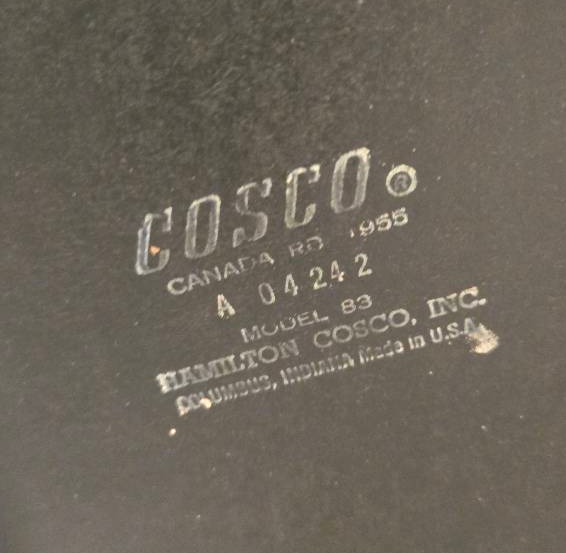 COSCO ®
CANADA RD 1955
A 04242
MODEL 83
HAMILTON COSCO, INC.
COLUMBUS, INDIANA Made in U.S.A.